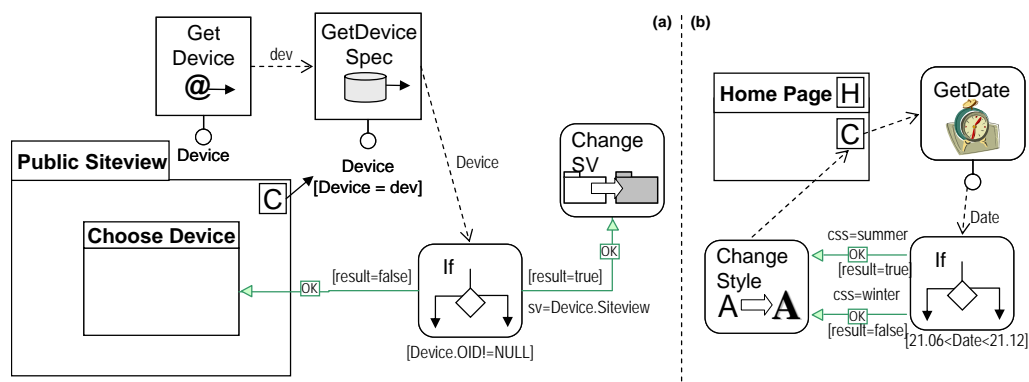 (a)
Get
Device
@
dev
GetDevice
Spec
Device
Device
[Device = dev]
Device
Public Siteview
C
Choose Device
Change
SV
OK
OK
[result=false]
If
[result=true]
sv=Device.Siteview
[Device.OID!=NULL]
(b)
Home Page H
C
GetDate
Date
Change
Style
A A
css=summer
OK
[result=true]
css=winter
OK
[result=false]
If
[21.06<Date<21.12]